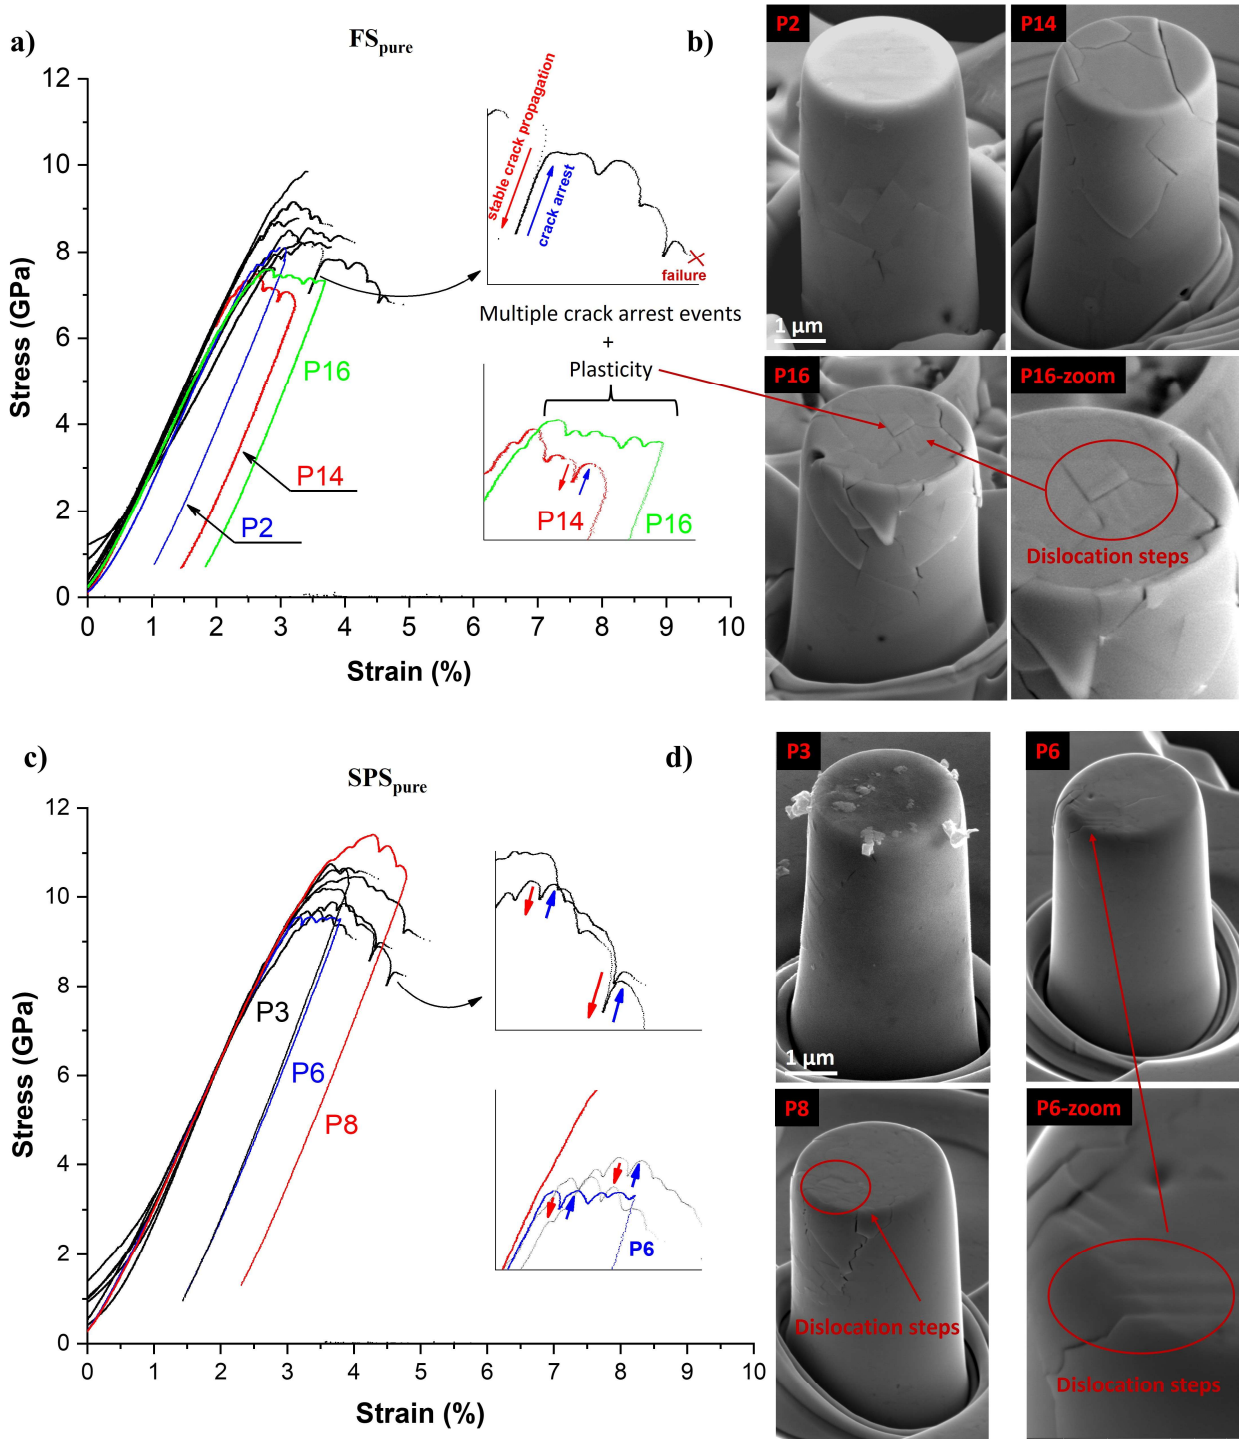 a)
FSpure
12
10
8
6
4
2
0
Stress (GPa)
0 1 2 3 4 5 6 7 8 9 10
Strain (%)
P16
P14
P2
stable crack propagation
crack arrest
failure
Multiple crack arrest events
+
Plasticity
P14
P16
b)
P2
1 µm
P14
P16
P16-zoom
Dislocation steps
c)
SPSpure
12
10
8
6
4
2
0
Stress (GPa)
0 1 2 3 4 5 6 7 8 9 10
Strain (%)
P3
P6
P8
P6
d)
P3
1 µm
P6
P8
Dislocation steps
P6-zoom
Dislocation steps